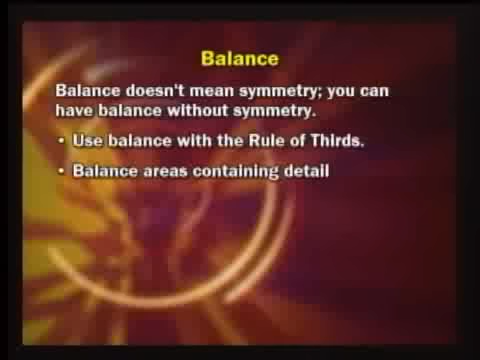 Balance
Balance doesn't mean symmetry; you can
have balance without symmetry.
• Use balance with the Rule of Thirds.
• Balance areas containing detail